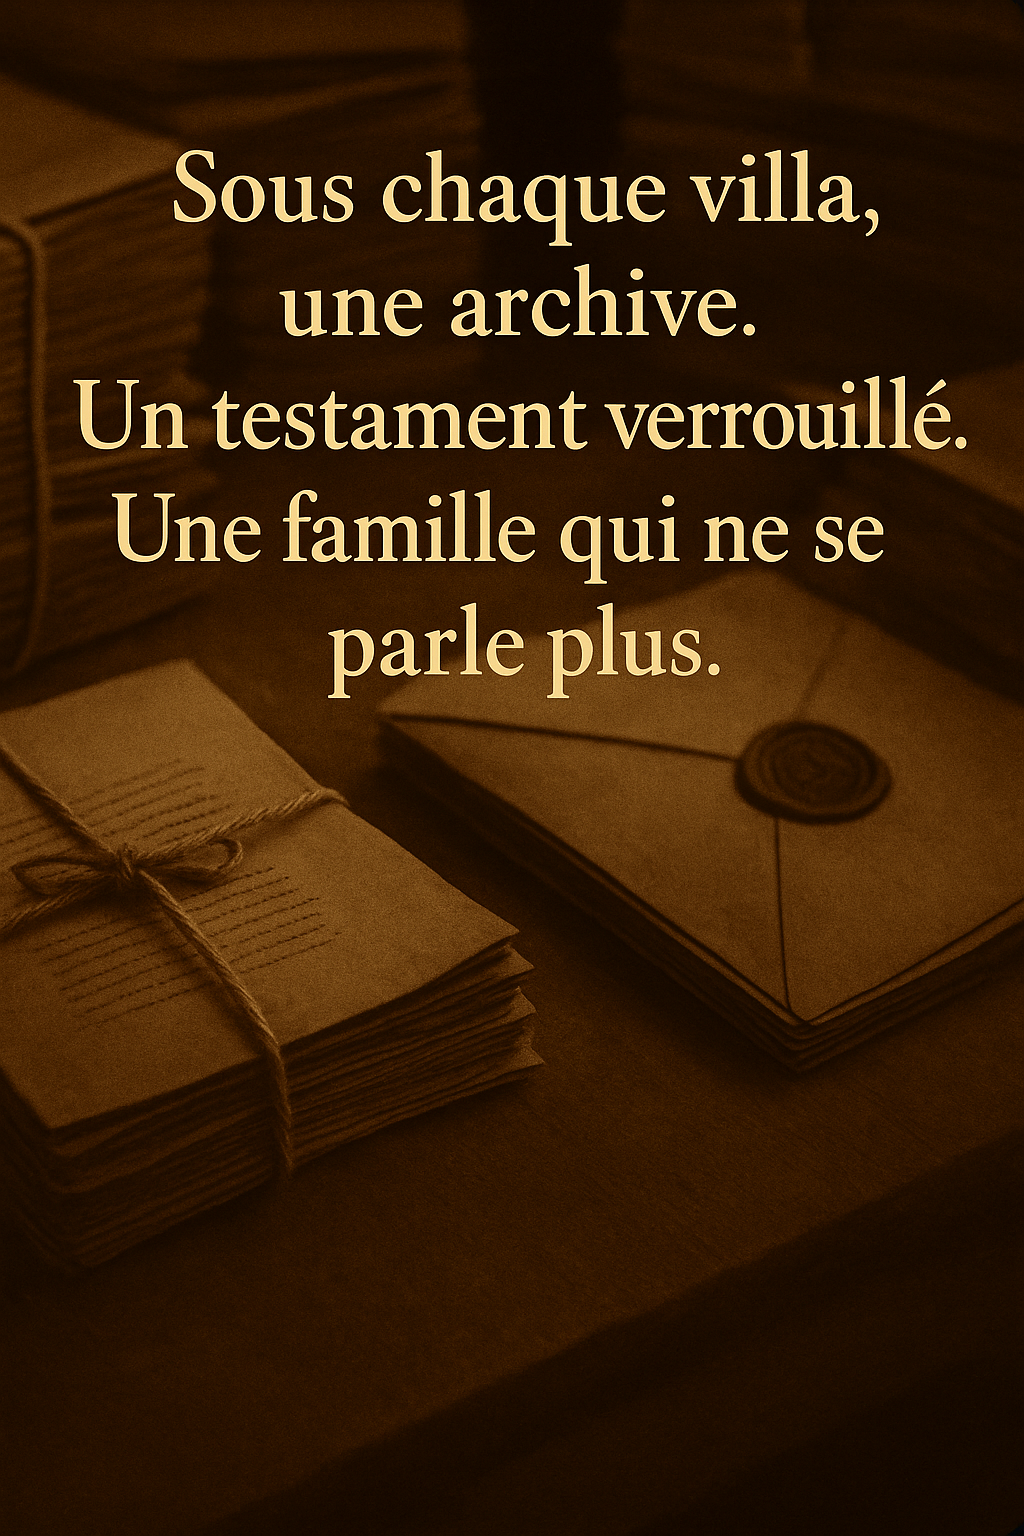 Sous chaque villa,
une archive.
Un testament verrouillé.
Une famille qui ne se
parle plus.